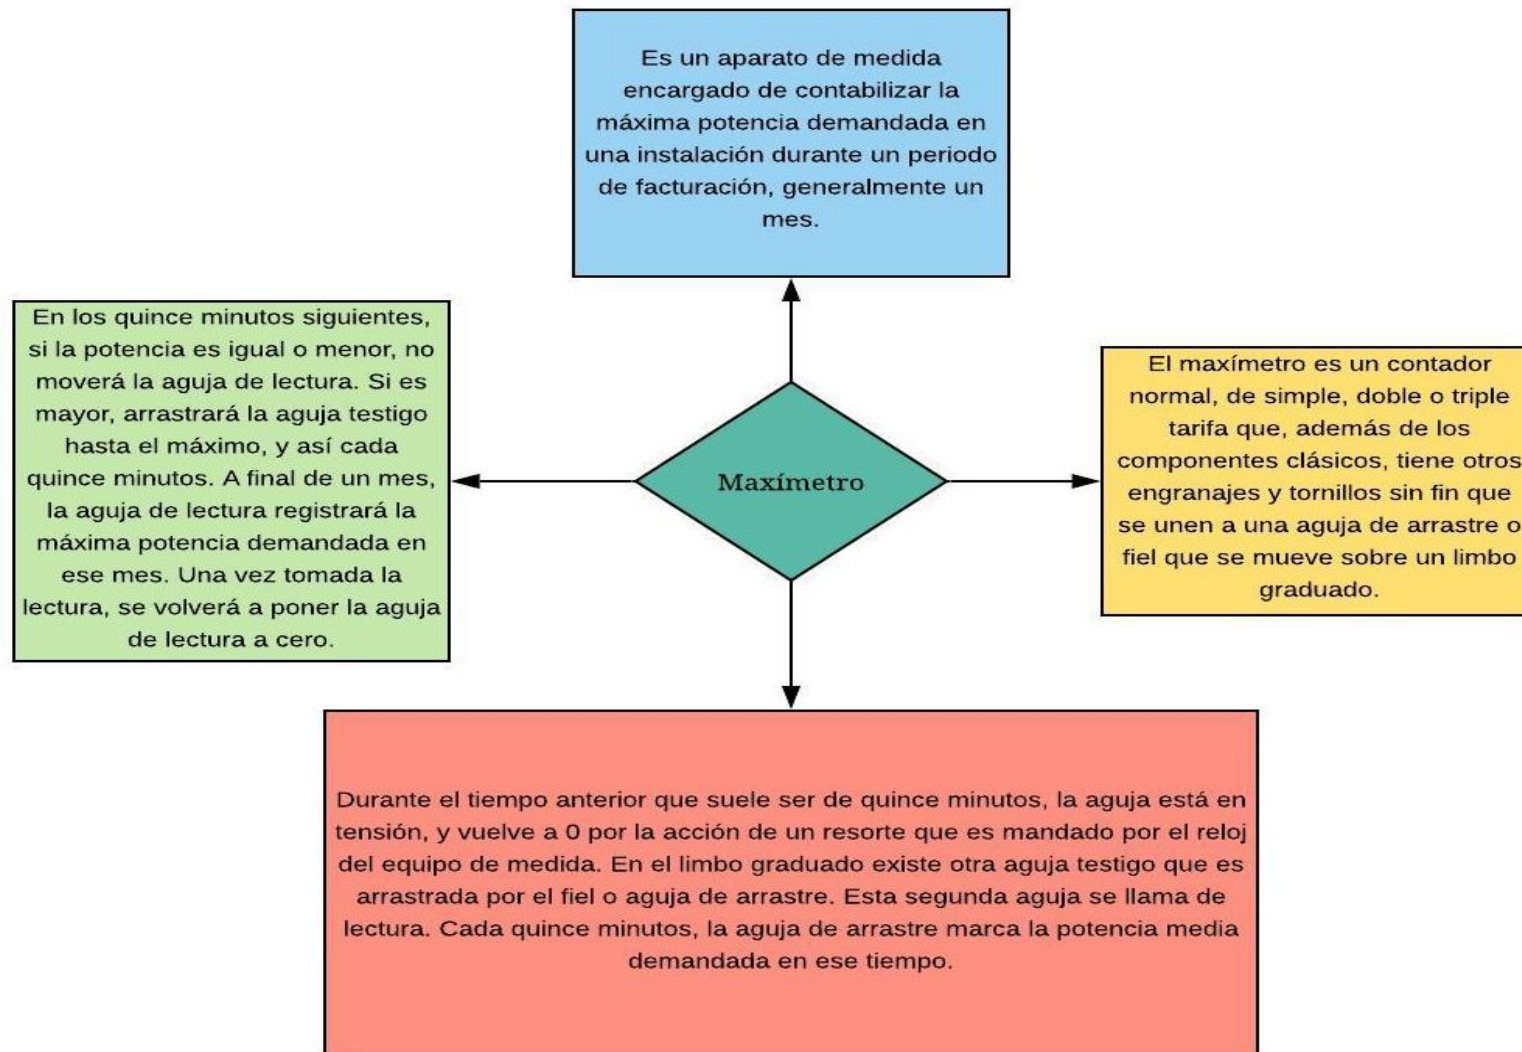 Es un aparato de medida
encargado de contabilizar la
máxima potencia demandada en
una instalación durante un periodo
de facturación, generalmente un
mes.
En los quince minutos siguientes,
si la potencia es igual o menor, no
moverá la aguja de lectura. Si es
mayor, arrastrará la aguja testigo
hasta el máximo, y así cada
quince minutos. A final de un mes,
la aguja de lectura registrará la
máxima potencia demandada en
ese mes. Una vez tomada la
lectura, se volverá a poner la aguja
de lectura a cero.
Maxímetro
El maxímetro es un contador
normal, de simple, doble o triple
tarifa que, además de los
componentes clásicos, tiene otros
engranajes y tornillos sin fin que
se unen a una aguja de arrastre o
fiel que se mueve sobre un limbo
graduado.
Durante el tiempo anterior que suele ser de quince minutos, la aguja está en
tensión, y vuelve a 0 por la acción de un resorte que es mandado por el reloj
del equipo de medida. En el limbo graduado existe otra aguja testigo que es
arrastrada por el fiel o aguja de arrastre. Esta segunda aguja se llama de
lectura. Cada quince minutos, la aguja de arrastre marca la potencia media
demandada en ese tiempo.